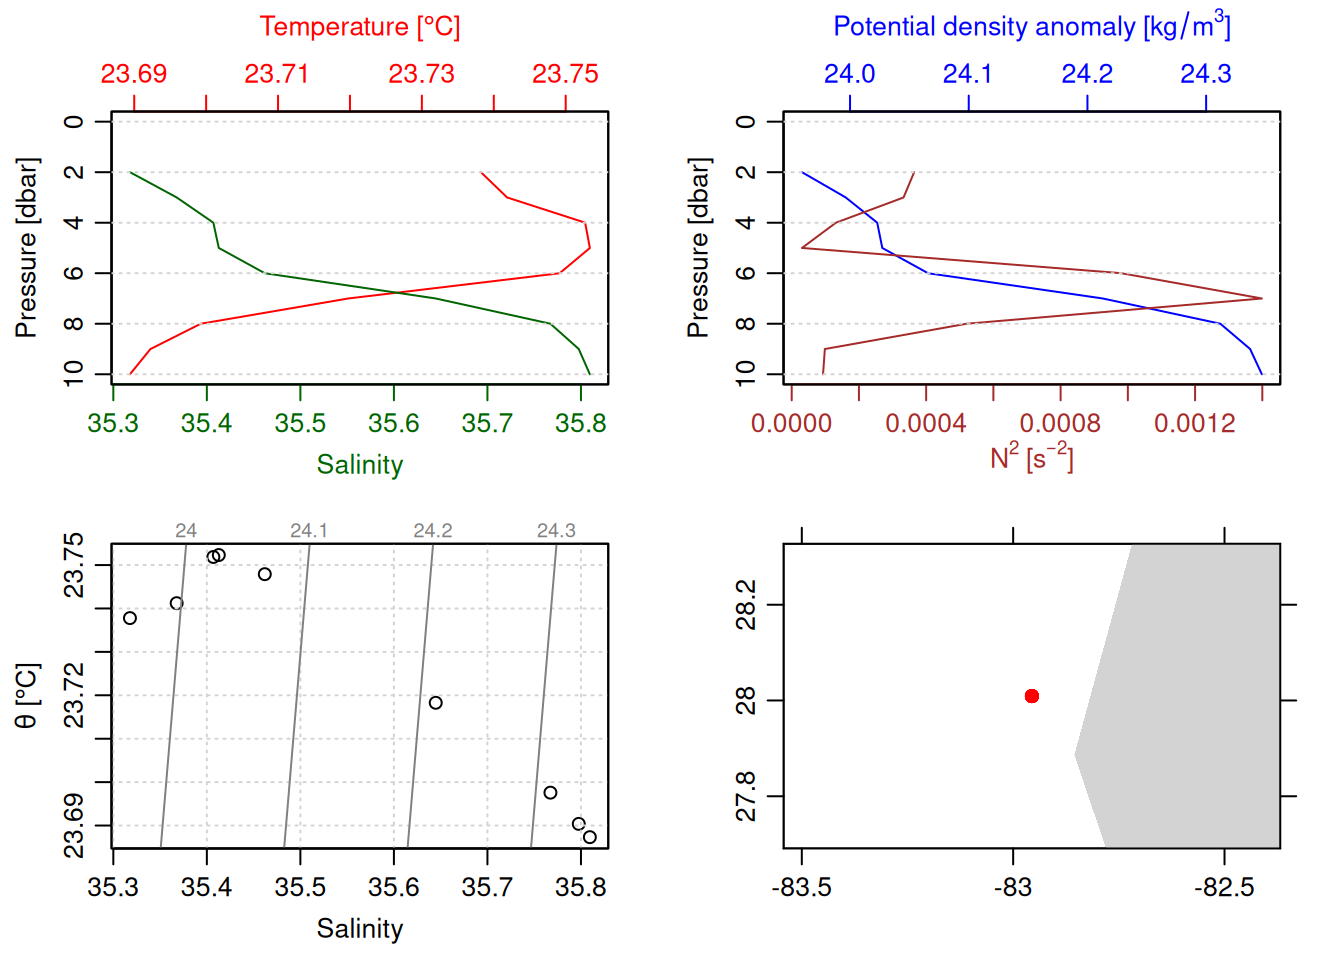 Temperature [°C]
23.69 23.71 23.73 23.75
Pressure [dbar]
0
2
4
6
8
10
35.3 35.4 35.5 35.6 35.7 35.8
Salinity
Potential density anomaly [kg/m³]
24.0 24.1 24.2 24.3
Pressure [dbar]
0
2
4
6
8
10
0.0000 0.0004 0.0008 0.0012
N² [s⁻²]
24 24.1 24.2 24.3
θ [°C]
23.75
23.72
23.69
35.3 35.4 35.5 35.6 35.7 35.8
Salinity
28.2
28
27.8
-83.5 -83 -82.5